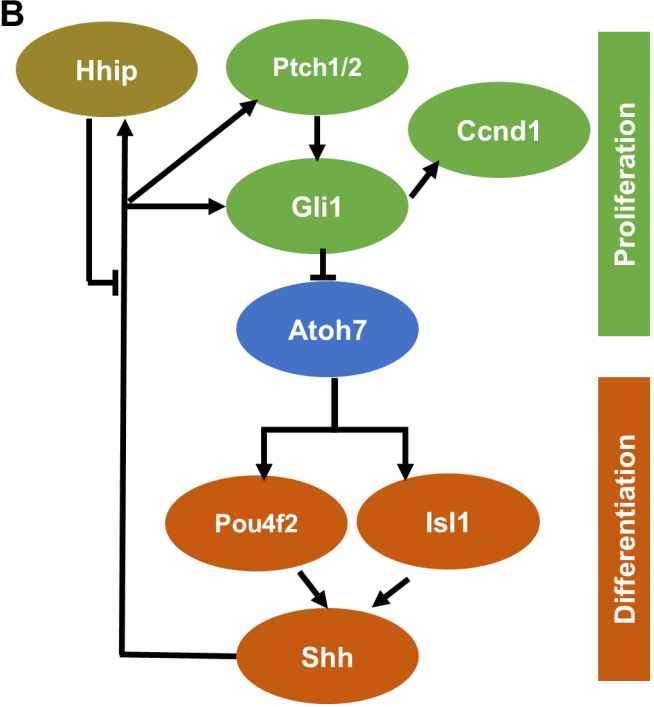 B
Hhip
Ptch1/2
Ccnd1
Gli1
Atoh7
Pou4f2
Isl1
Shh
Proliferation
Differentiation